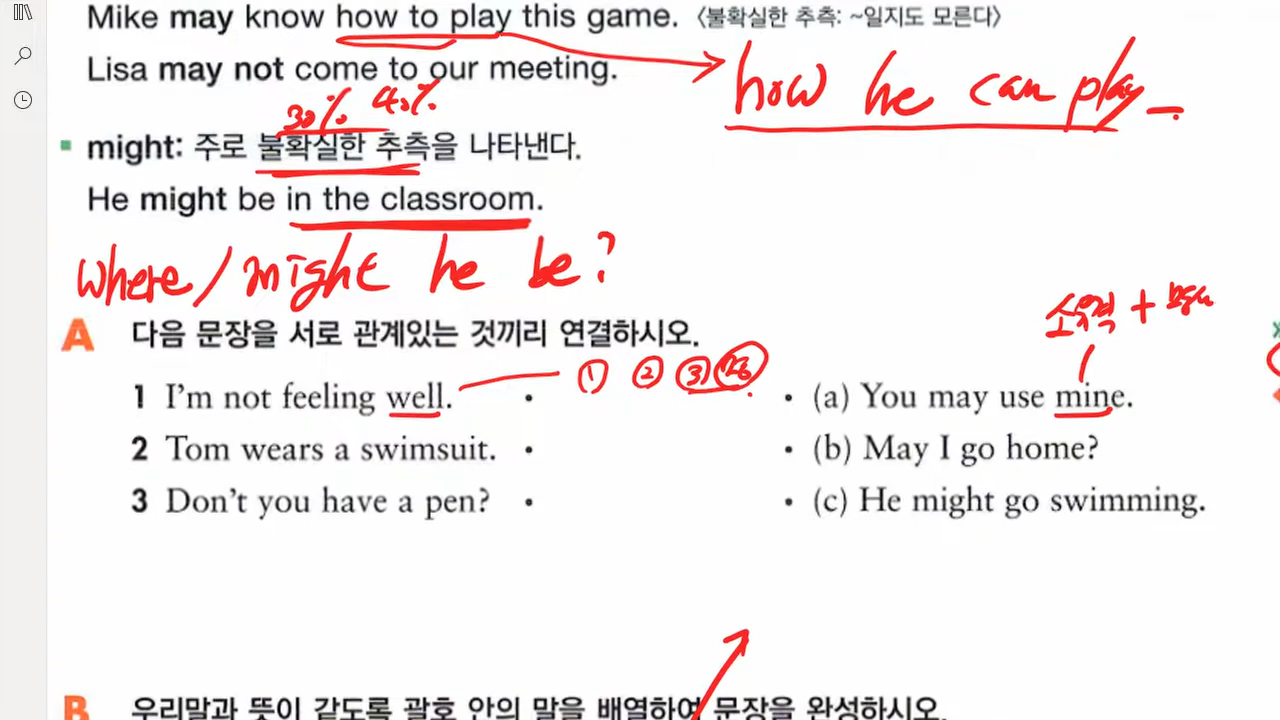 Mike may know how to play this game. 〈불확실한 추측: ~일지도 모른다〉
Lisa may not come to our meeting.
how he can play
30% 40%
might: 주로 불확실한 추측을 나타낸다.
He might be in the classroom.
where / might he be?
소유격 +
A 다음 문장을 서로 관계있는 것끼리 연결하시오.
① ② ③
1 I'm not feeling well. • • (a) You may use mine.
2 Tom wears a swimsuit. • • (b) May I go home?
3 Don't you have a pen? • • (c) He might go swimming.
B 우리말과 뜻이 같도록 괄호 안의 말을 배열하여 문장을 완성하시오.